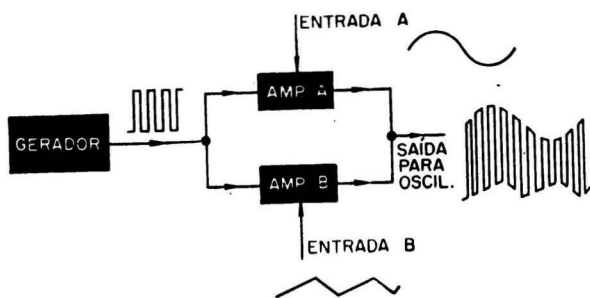 ENTRADA A
AMP. A
GERADOR
SAÍDA
PARA
OSCIL.
AMP. B
ENTRADA B